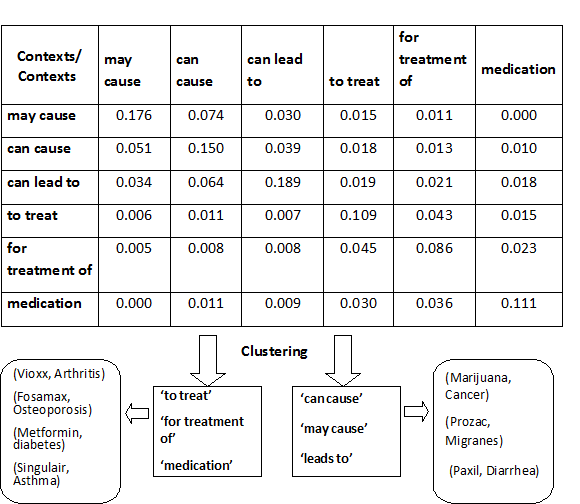 Contexts/ Contexts | may cause | can cause | can lead to | to treat | for treatment of | medication
may cause | 0.176 | 0.074 | 0.030 | 0.015 | 0.011 | 0.000
can cause | 0.051 | 0.150 | 0.039 | 0.018 | 0.013 | 0.010
can lead to | 0.034 | 0.064 | 0.189 | 0.019 | 0.021 | 0.018
to treat | 0.006 | 0.011 | 0.007 | 0.109 | 0.043 | 0.015
for treatment of | 0.005 | 0.008 | 0.008 | 0.045 | 0.086 | 0.023
medication | 0.000 | 0.011 | 0.009 | 0.030 | 0.036 | 0.111
Clustering
(Vioxx, Arthritis)
(Fosamax,
Osteoporosis)
(Metformin,
diabetes)
(Singulair,
Asthma)
‘to treat’
‘for treatment
of’
‘medication’
‘can cause’
‘may cause’
‘leads to’
(Marijuana,
Cancer)
(Prozac,
Migranes)
(Paxil, Diarrhea)